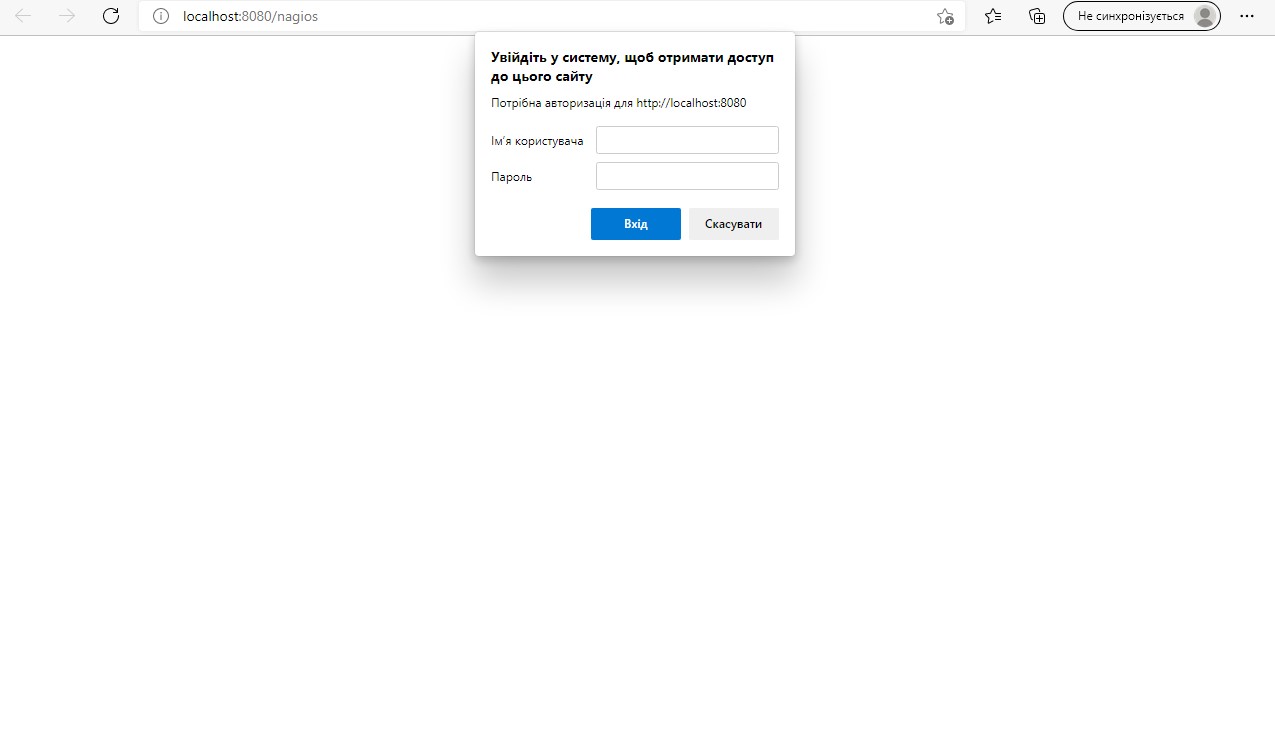 localhost:8080/nagios
Не синхронізується
Увійдіть у систему, щоб отримати доступ
до цього сайту
Потрібна авторизація для http://localhost:8080
Ім'я користувача
Пароль
Вхід
Скасувати